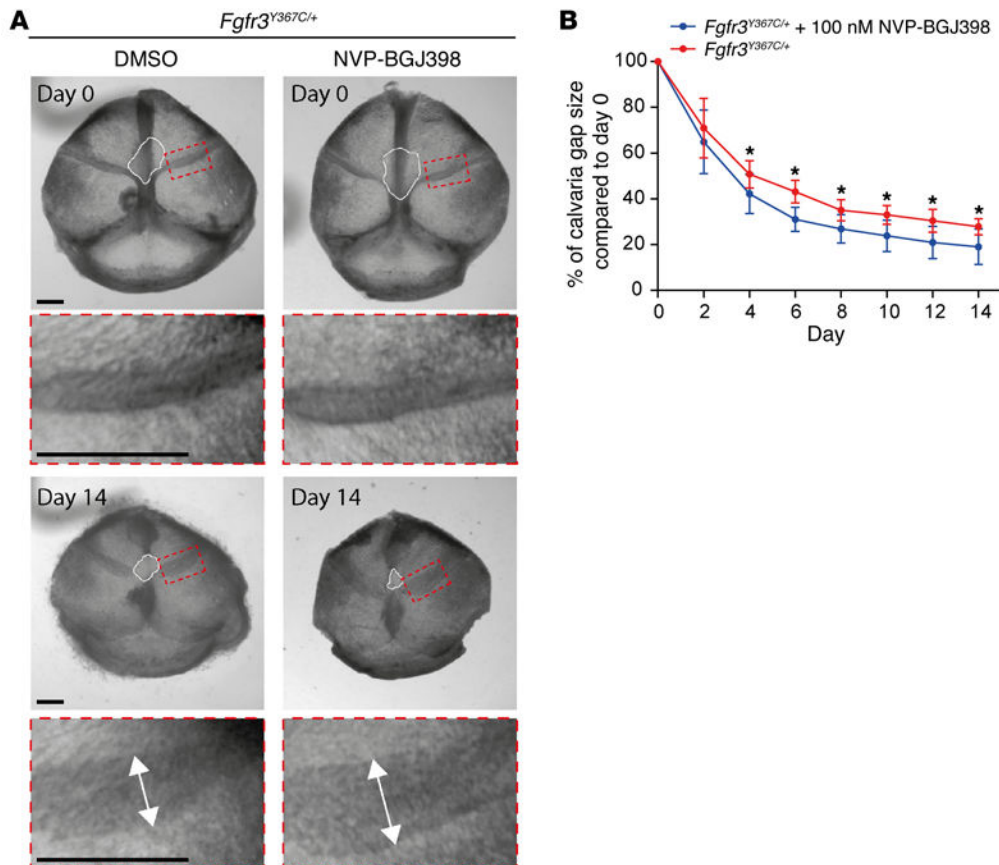 A
Fgfr3Y367C/+
DMSO
NVP-BGJ398
Day 0
Day 0
Day 14
Day 14
B
Fgfr3Y367C/+ + 100 nM NVP-BGJ398
Fgfr3Y367C/+
% of calvaria gap size
compared to day 0
100
80
60
40
20
0
* * * * * *
0 2 4 6 8 10 12 14
Day